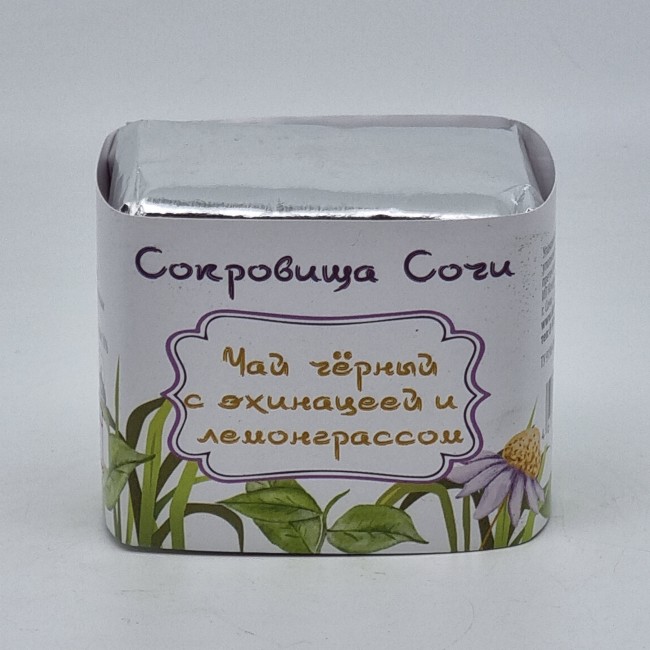 Сокровища Сочи
Чай чёрный
с эхинацеей и
лемонграссом